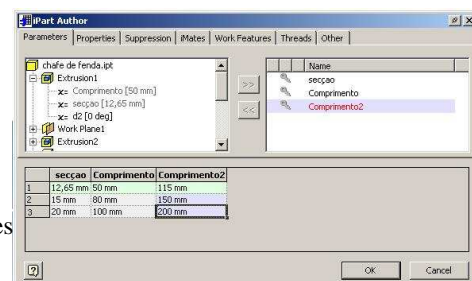 iPart Author
Parameters Properties Suppression iMates Work Features Threads Other
chafe de fenda.ipt
Extrusion1
x= Comprimento [50 mm]
x= secçao [12,65 mm]
x= d2 [0 deg]
Work Plane1
Extrusion2
>>
<<
Name
secçao
Comprimento
Comprimento2
secçao Comprimento Comprimento2
1 12,65 mm 50 mm 115 mm
2 15 mm 80 mm 150 mm
3 20 mm 100 mm 200 mm
es
? OK Cancel